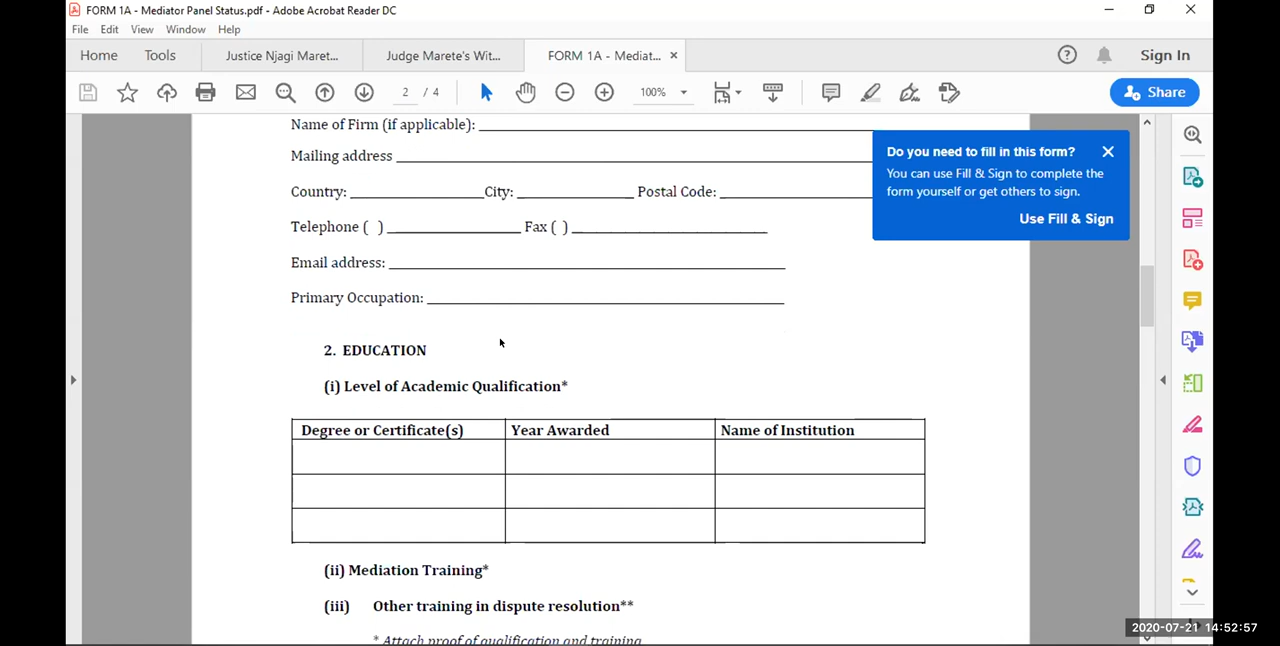 FORM 1A - Mediator Panel Status.pdf - Adobe Acrobat Reader DC
File Edit View Window Help
Home Tools Justice Njagi Maret... Judge Marete's Wit... FORM 1A - Mediat... × Sign In
2 / 4 100% Share
Name of Firm (if applicable):
Mailing address
Country: City: Postal Code:
Telephone ( ) Fax ( )
Email address:
Primary Occupation:
Do you need to fill in this form?
You can use Fill & Sign to complete the
form yourself or get others to sign.
Use Fill & Sign
2. EDUCATION
(i) Level of Academic Qualification*
Degree or Certificate(s) Year Awarded Name of Institution
(ii) Mediation Training*
(iii) Other training in dispute resolution**
* Attach proof of qualification and training
2020-07-21 14:52:57